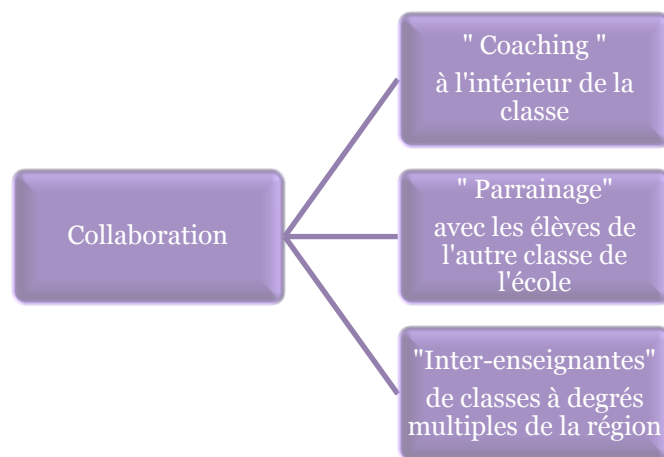 " Coaching "
à l'intérieur de la
classe
Collaboration
" Parrainage"
avec les élèves de
l'autre classe de
l'école
"Inter-enseignantes"
de classes à degrés
multiples de la région